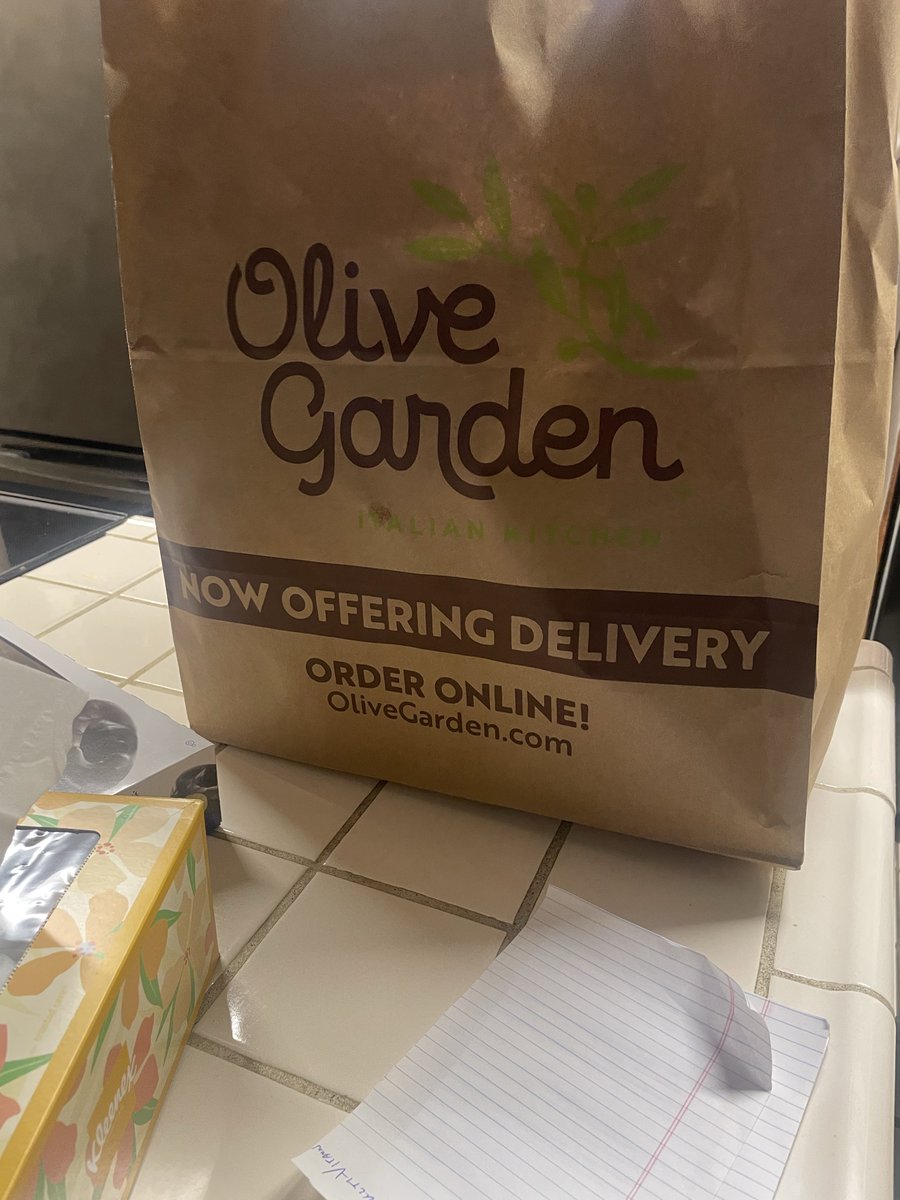 Olive
Garden
ITALIAN KITCHEN
NOW OFFERING DELIVERY
ORDER ONLINE!
OliveGarden.com
Kleenex